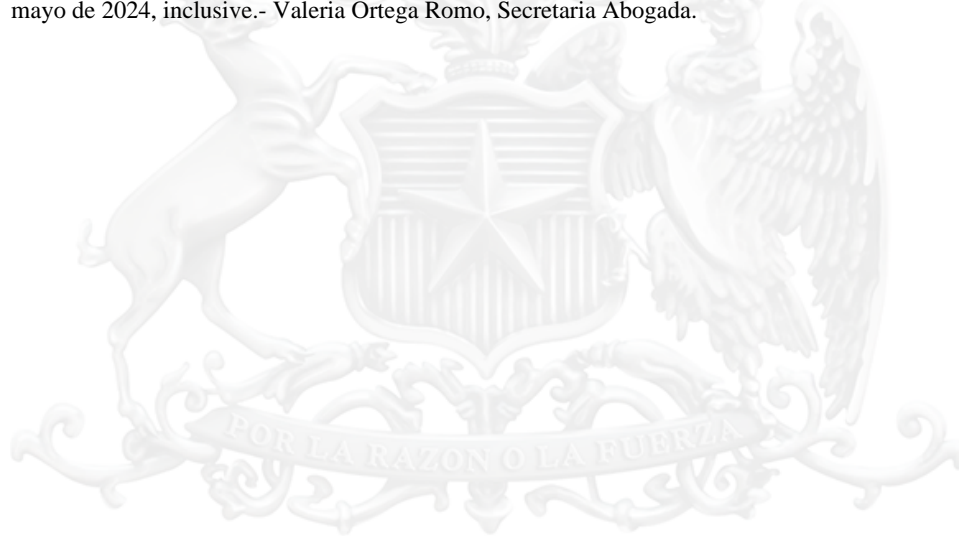 mayo de 2024, inclusive.- Valeria Ortega Romo, Secretaria Abogada.
POR LA RAZON O LA FUERZA